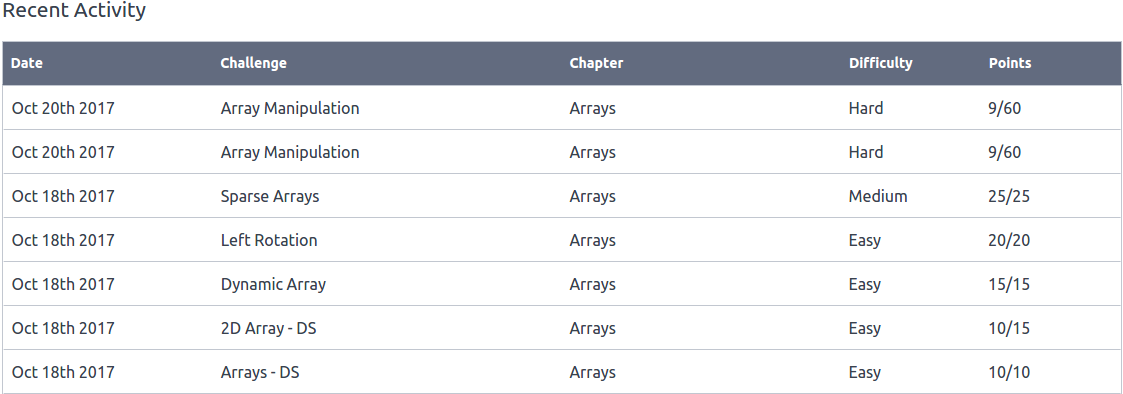 Recent Activity
Date Challenge Chapter Difficulty Points
Oct 20th 2017 Array Manipulation Arrays Hard 9/60
Oct 20th 2017 Array Manipulation Arrays Hard 9/60
Oct 18th 2017 Sparse Arrays Arrays Medium 25/25
Oct 18th 2017 Left Rotation Arrays Easy 20/20
Oct 18th 2017 Dynamic Array Arrays Easy 15/15
Oct 18th 2017 2D Array - DS Arrays Easy 10/15
Oct 18th 2017 Arrays - DS Arrays Easy 10/10